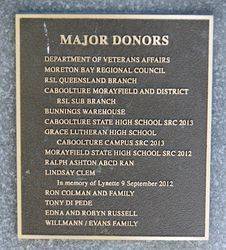 MAJOR DONORS
DEPARTMENT OF VETERANS AFFAIRS
MORETON BAY REGIONAL COUNCIL
RSL QUEENSLAND BRANCH
CABOOLTURE MORAYFIELD AND DISTRICT
RSL SUB BRANCH
BUNNINGS WAREHOUSE
CABOOLTURE STATE HIGH SCHOOL SRC 2013
GRACE LUTHERAN HIGH SCHOOL
CABOOLTURE CAMPUS SRC 2013
MORAYFIELD STATE HIGH SCHOOL SRC 2012
RALPH ASHTON ABCD RAN
LINDSAY CLEM
In memory of Lynette 9 September 2012
RON COLMAN AND FAMILY
TONY DI PEDE
EDNA AND ROBYN RUSSELL
WILLMANN / EVANS FAMILY